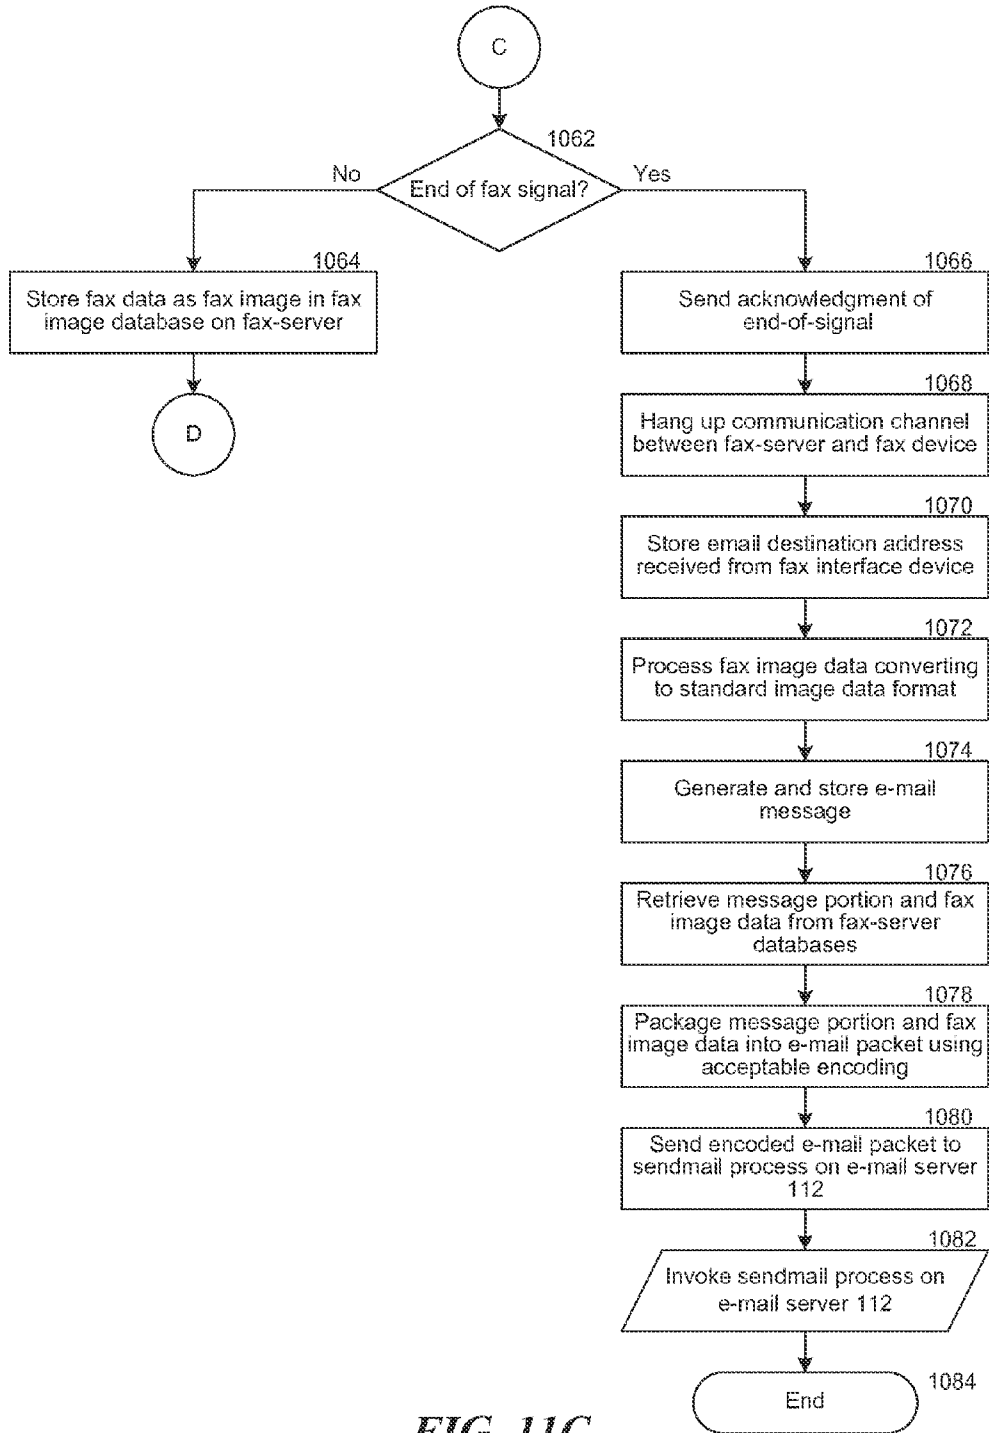 C
1062
End of fax signal?
No
Yes
1064
Store fax data as fax image in fax
image database on fax-server
D
1066
Send acknowledgment of
end-of-signal
1068
Hang up communication channel
between fax-server and fax device
1070
Store email destination address
received from fax interface device
1072
Process fax image data converting
to standard image data format
1074
Generate and store e-mail
message
1076
Retrieve message portion and fax
image data from fax-server
databases
1078
Package message portion and fax
image data into e-mail packet using
acceptable encoding
1080
Send encoded e-mail packet to
sendmail process on e-mail server
112
1082
Invoke sendmail process on
e-mail server 112
1084
End
FIG. 11C